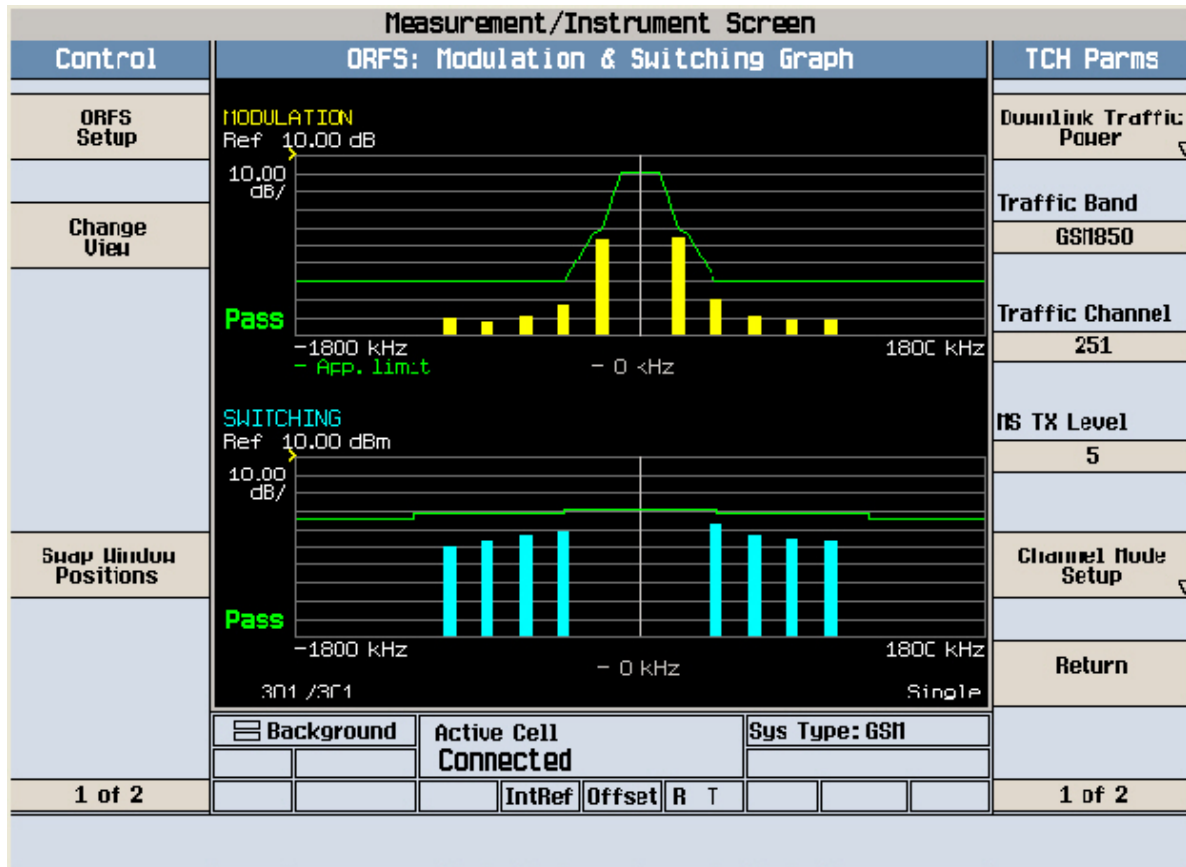 Measurement/Instrument Screen
Control
ORFS: Modulation & Switching Graph
TCH Parms
ORFS
Setup
Change
View
Swap Window
Positions
1 of 2
MODULATION
Ref 10.00 dB
10.00
dB/
Pass
-1800 kHz
1800 kHz
- App. limit
- 0 kHz
SWITCHING
Ref 10.00 dBm
10.00
dB/
Pass
-1800 kHz
1800 kHz
- 0 kHz
301 /301
Single
Background
Active Cell
Connected
Sys Type: GSM
IntRef
Offset
R T
Downlink Traffic
Power
Traffic Band
GSM850
Traffic Channel
251
MS TX Level
5
Channel Mode
Setup
Return
1 of 2